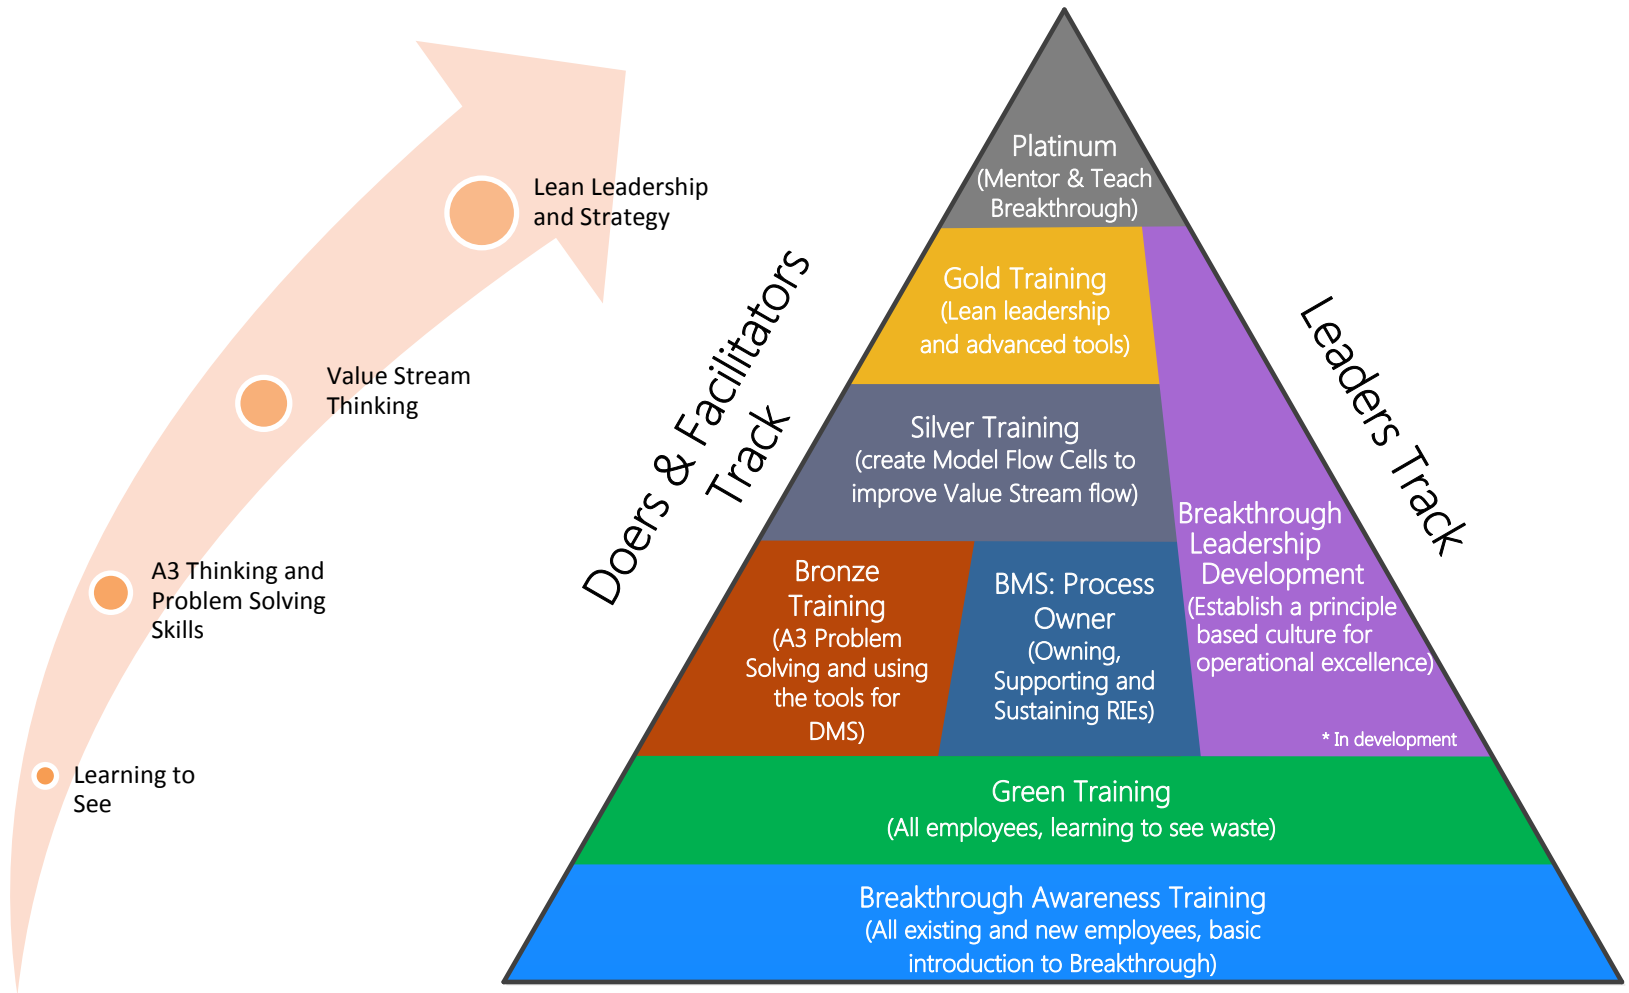 Lean Leadership
and Strategy
Value Stream
Thinking
A3 Thinking and
Problem Solving
Skills
Learning to
See
Doers & Facilitators
Track
Leaders Track
Platinum
(Mentor & Teach
Breakthrough)
Gold Training
(Lean leadership
and advanced tools)
Silver Training
(create Model Flow Cells to
improve Value Stream flow)
Bronze
Training
(A3 Problem
Solving and using
the tools for
DMS)
BMS: Process
Owner
(Owning,
Supporting and
Sustaining RIEs)
Breakthrough
Leadership
Development
(Establish a principle
based culture for
operational excellence)
* In development
Green Training
(All employees, learning to see waste)
Breakthrough Awareness Training
(All existing and new employees, basic
introduction to Breakthrough)